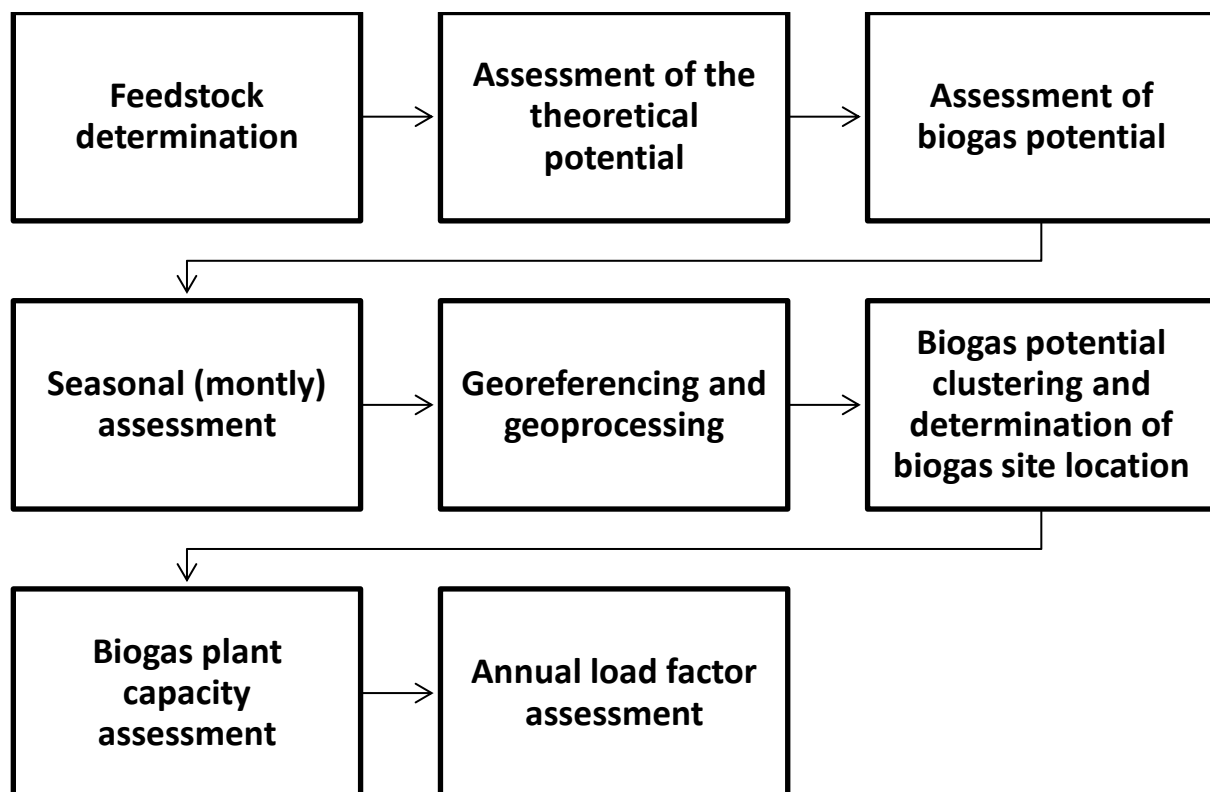 Feedstock
determination
Assessment of the
theoretical
potential
Assessment of
biogas potential
Seasonal (montly)
assessment
Georeferencing and
geoprocessing
Biogas potential
clustering and
determination of
biogas site location
Biogas plant
capacity
assessment
Annual load factor
assessment